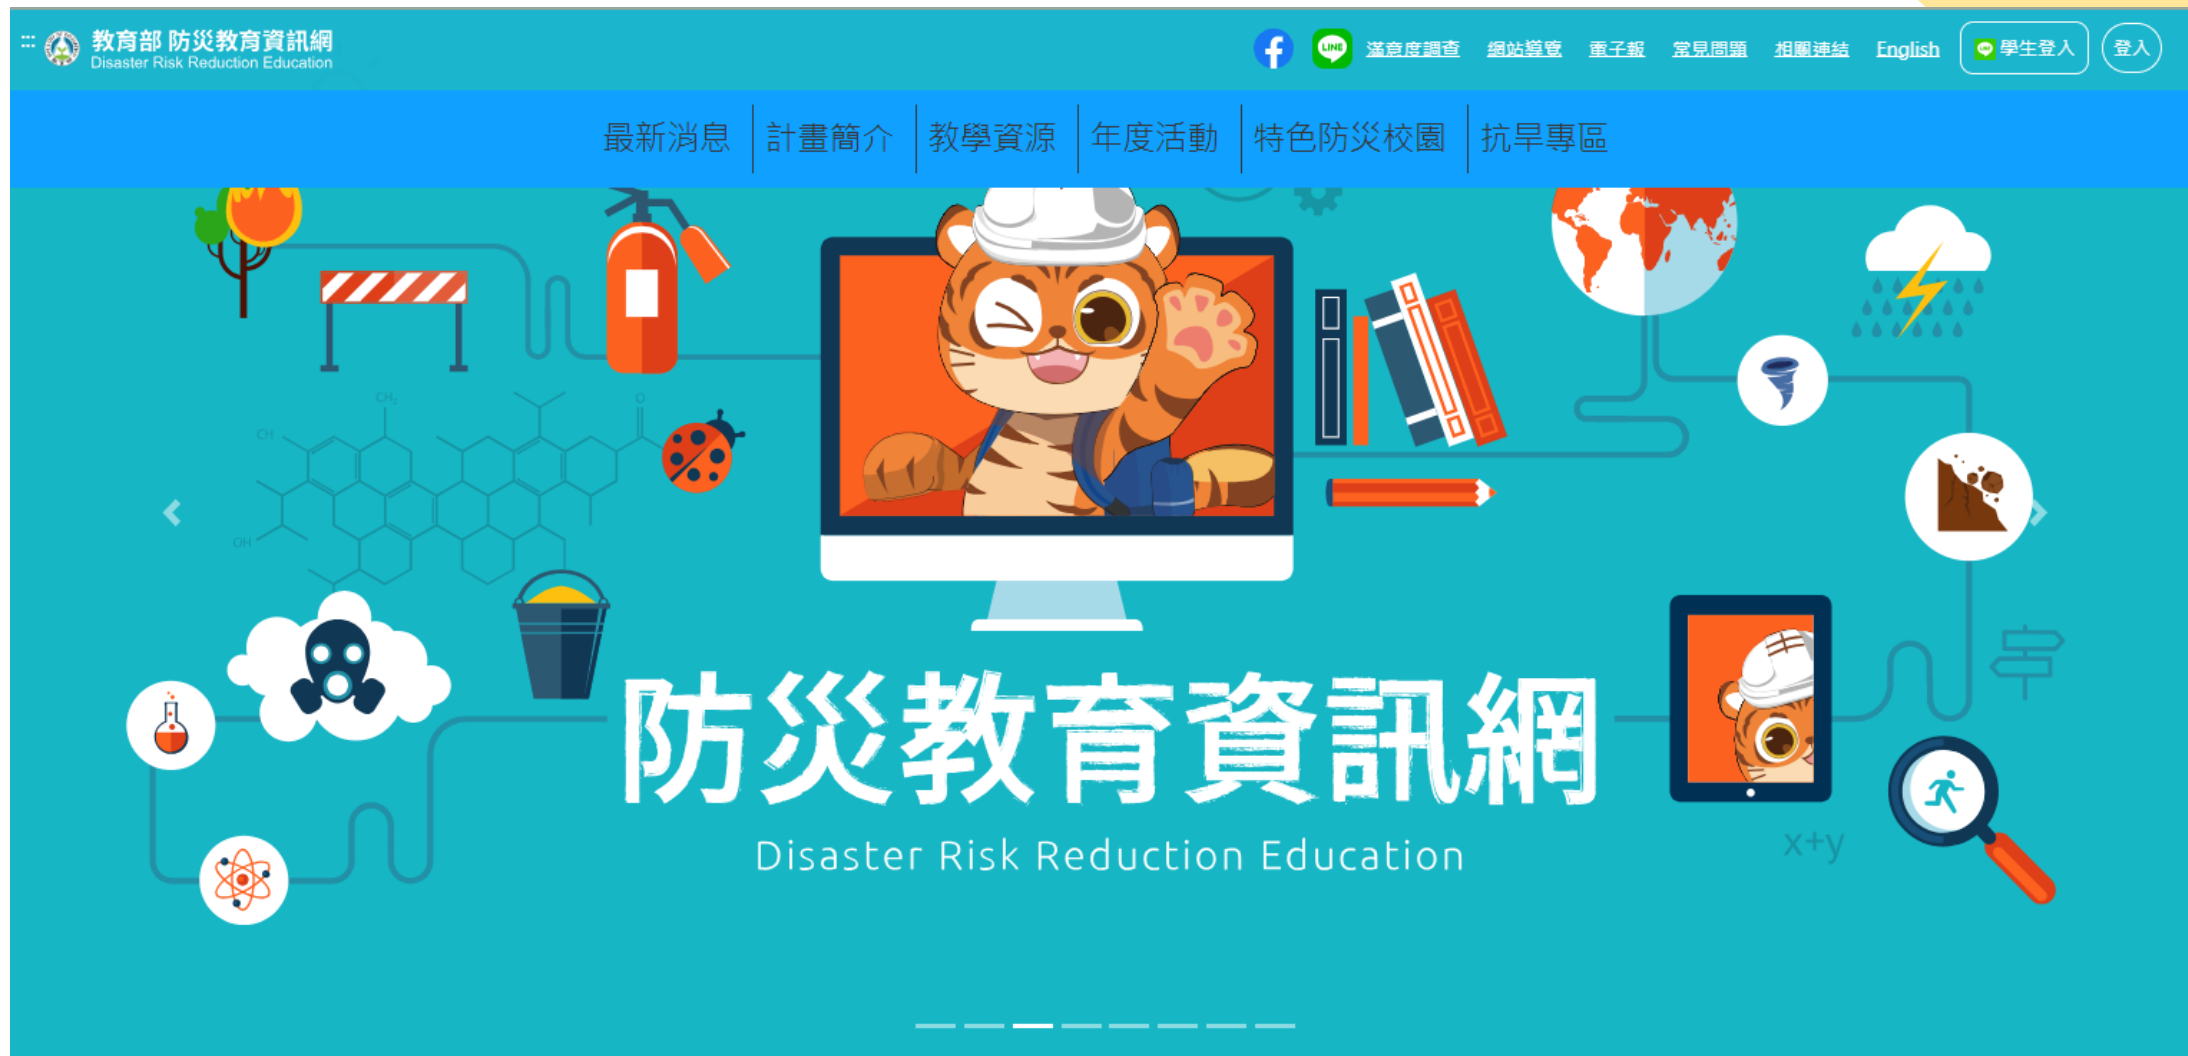 教育部 防災教育資訊網
Disaster Risk Reduction Education
LINE 滿意度調查 網站導覽 電子報 常見問題 相關連結 English 學生登入 登入
最新消息 計畫簡介 教學資源 年度活動 特色防災校園 抗旱專區
CH₂
O
CH
OH
防災教育資訊網
Disaster Risk Reduction Education
x+y